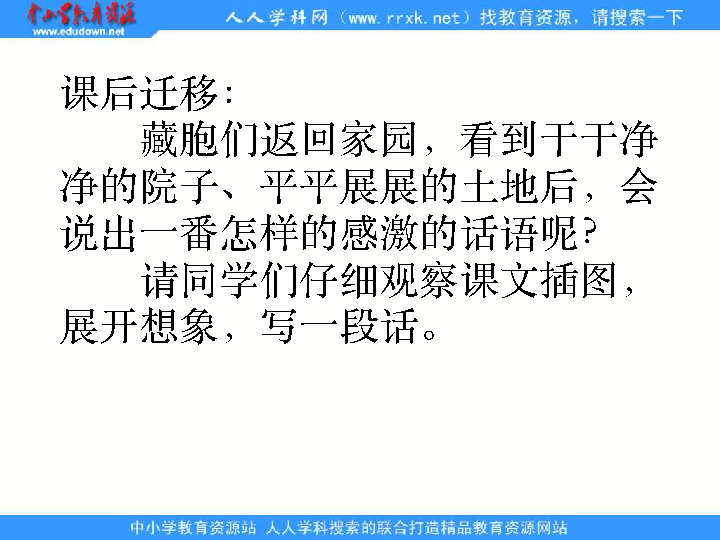 中小学教育资源
www.edudown.net
人人学科网（www.rrxk.net）找教育资源，请搜索一下
课后迁移：
藏胞们返回家园，看到干干净
净的院子、平平展展的土地后，会
说出一番怎样的感激的话语呢？
请同学们仔细观察课文插图，
展开想象，写一段话。
中小学教育资源站 人人学科搜索的联合打造精品教育资源网站